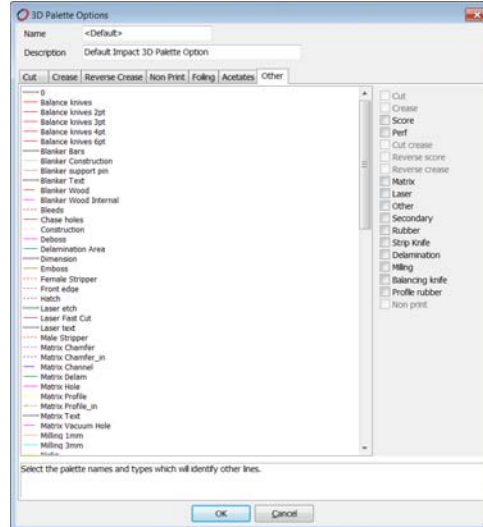 3D Palette Options
Name
<Default>
Description
Default Impact 3D Palette Option
Cut
Crease
Reverse Crease
Non Print
Foiling
Acetates
Other
0
Balance knives
Balance knives 2pt
Balance knives 3pt
Balance knives 4pt
Balance knives 6pt
Blanker Bars
Blanker Construction
Blanker support pin
Blanker Text
Blanker Wood
Blanker Wood Internal
Bleeds
Chase holes
Construction
Deboss
Delamination Area
Dimension
Emboss
Female Stripper
Front edge
Hatch
Laser etch
Laser Fast Cut
Laser text
Male Stripper
Matrix Chamfer
Matrix Chamfer_in
Matrix Channel
Matrix Delam
Matrix Hole
Matrix Profile
Matrix Profile_in
Matrix Text
Matrix Vacuum Hole
Milling 1mm
Milling 3mm
Cut
Crease
Score
Perf
Cut crease
Reverse score
Reverse crease
Matrix
Laser
Other
Secondary
Rubber
Strip Knife
Delamination
Milling
Balancing knife
Profile rubber
Non print
Select the palette names and types which will identify other lines.
OK
Cancel